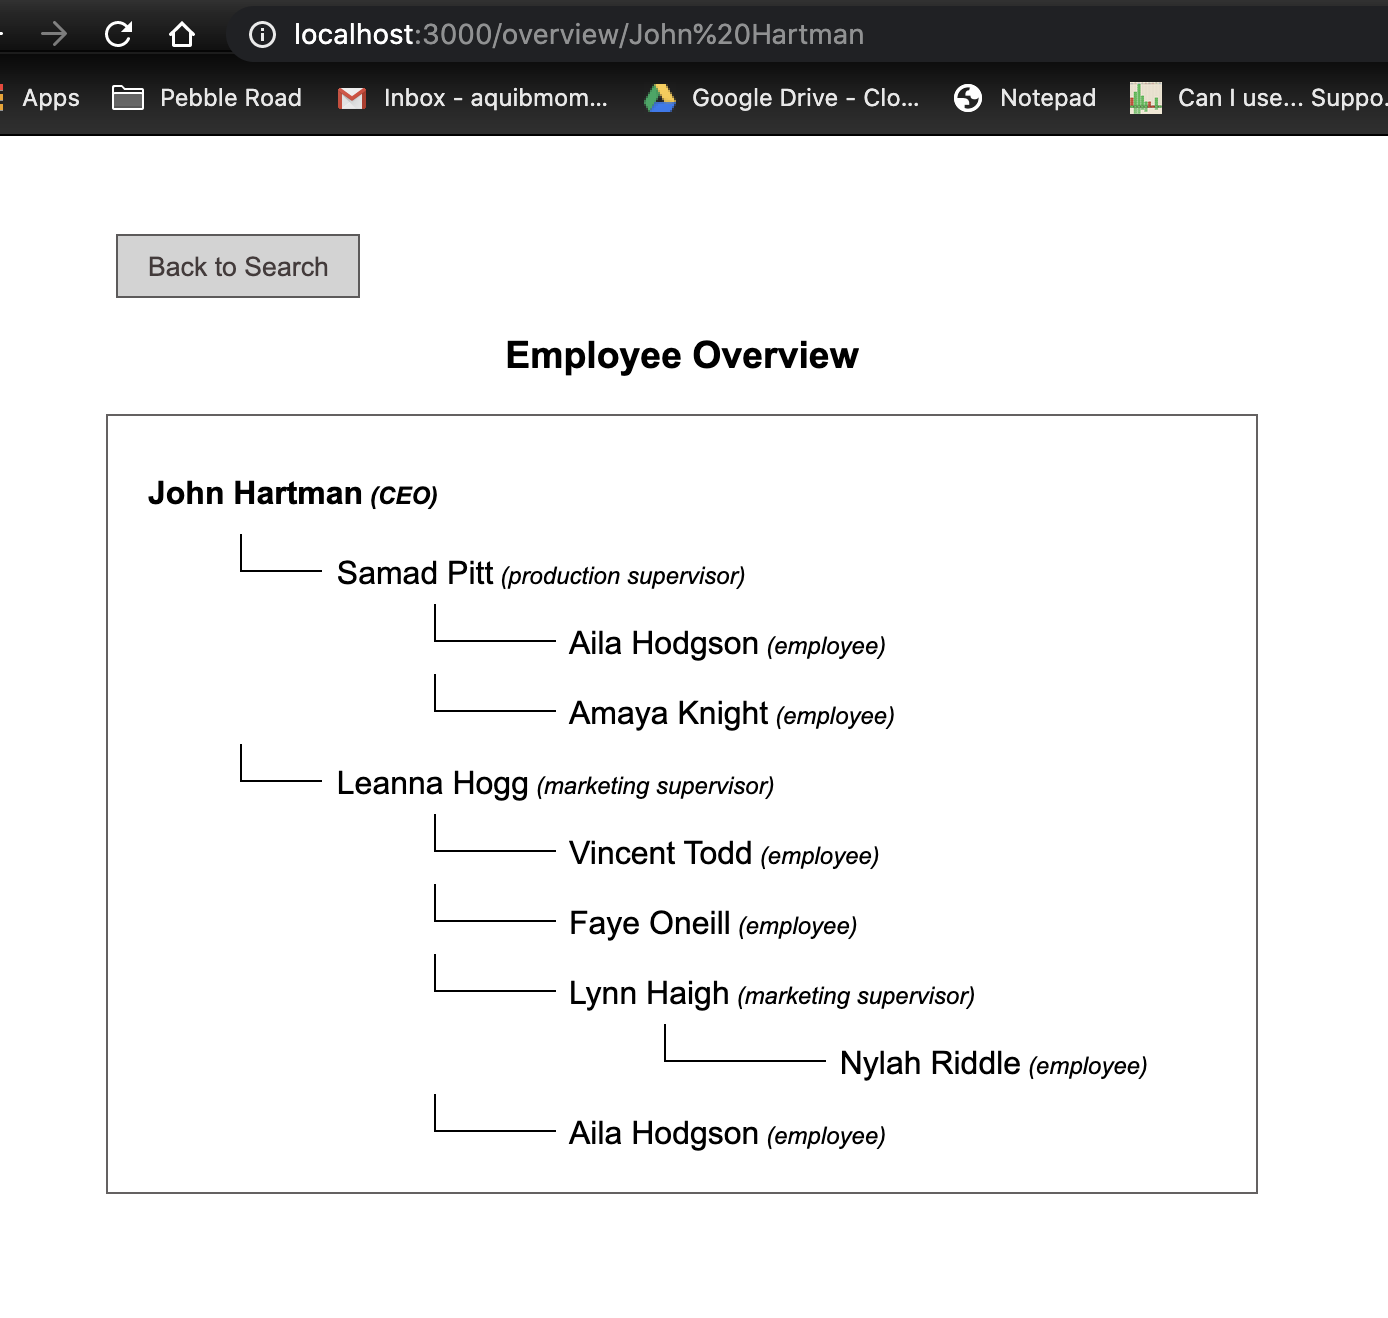 localhost:3000/overview/John%20Hartman
Apps Pebble Road Inbox - aquibmom... Google Drive - Clo... Notepad Can I use... Suppo.
Back to Search
Employee Overview
John Hartman (CEO)
Samad Pitt (production supervisor)
Aila Hodgson (employee)
Amaya Knight (employee)
Leanna Hogg (marketing supervisor)
Vincent Todd (employee)
Faye Oneill (employee)
Lynn Haigh (marketing supervisor)
Nylah Riddle (employee)
Aila Hodgson (employee)